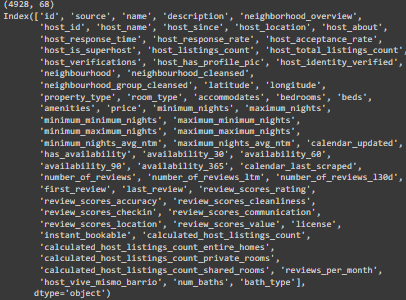 (4928, 68)
Index(['id', 'source', 'name', 'description', 'neighborhood_overview',
'host_id', 'host_name', 'host_since', 'host_location', 'host_about',
'host_response_time', 'host_response_rate', 'host_acceptance_rate',
'host_is_superhost', 'host_listings_count', 'host_total_listings_count',
'host_verifications', 'host_has_profile_pic', 'host_identity_verified',
'neighbourhood', 'neighbourhood_cleansed',
'neighbourhood_group_cleansed', 'latitude', 'longitude',
'property_type', 'room_type', 'accommodates', 'bedrooms', 'beds',
'amenities', 'price', 'minimum_nights', 'maximum_nights',
'minimum_minimum_nights', 'maximum_minimum_nights',
'minimum_maximum_nights', 'maximum_maximum_nights',
'minimum_nights_avg_ntm', 'maximum_nights_avg_ntm', 'calendar_updated',
'has_availability', 'availability_30', 'availability_60',
'availability_90', 'availability_365', 'calendar_last_scraped',
'number_of_reviews', 'number_of_reviews_ltm', 'number_of_reviews_l30d',
'first_review', 'last_review', 'review_scores_rating',
'review_scores_accuracy', 'review_scores_cleanliness',
'review_scores_checkin', 'review_scores_communication',
'review_scores_location', 'review_scores_value', 'license',
'instant_bookable', 'calculated_host_listings_count',
'calculated_host_listings_count_entire_homes',
'calculated_host_listings_count_private_rooms',
'calculated_host_listings_count_shared_rooms', 'reviews_per_month',
'host_vive_mismo_barrio', 'num_baths', 'bath_type'],
dtype='object')